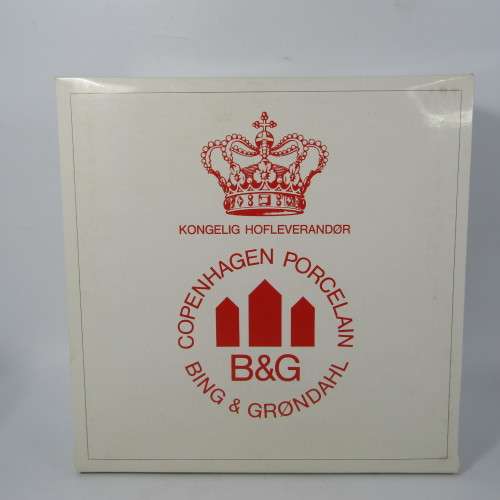 KONGELIG HOFLEVERANDØR
COPENHAGEN PORCELAIN
B&G
BING & GRØNDAHL